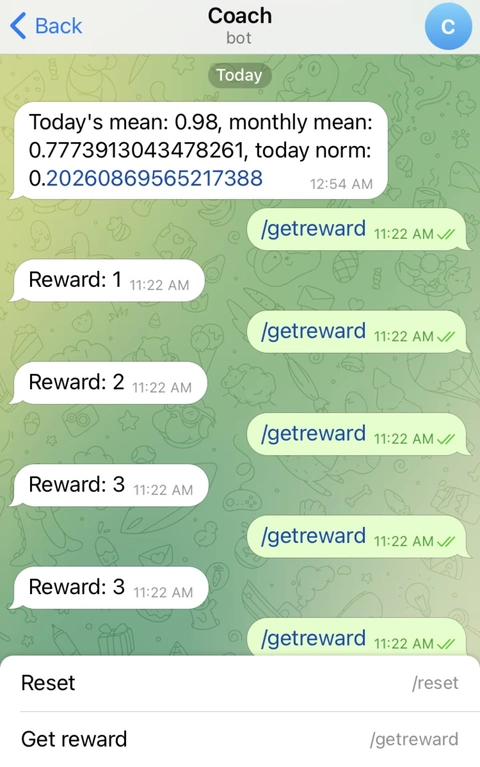 Back
Coach
bot
C
Today
Today's mean: 0.98, monthly mean:
0.7773913043478261, today norm:
0.20260869565217388 12:54 AM
/getreward 11:22 AM
Reward: 1 11:22 AM
/getreward 11:22 AM
Reward: 2 11:22 AM
/getreward 11:22 AM
Reward: 3 11:22 AM
/getreward 11:22 AM
Reward: 3 11:22 AM
/getreward 11:22 AM
Reset /reset
Get reward /getreward